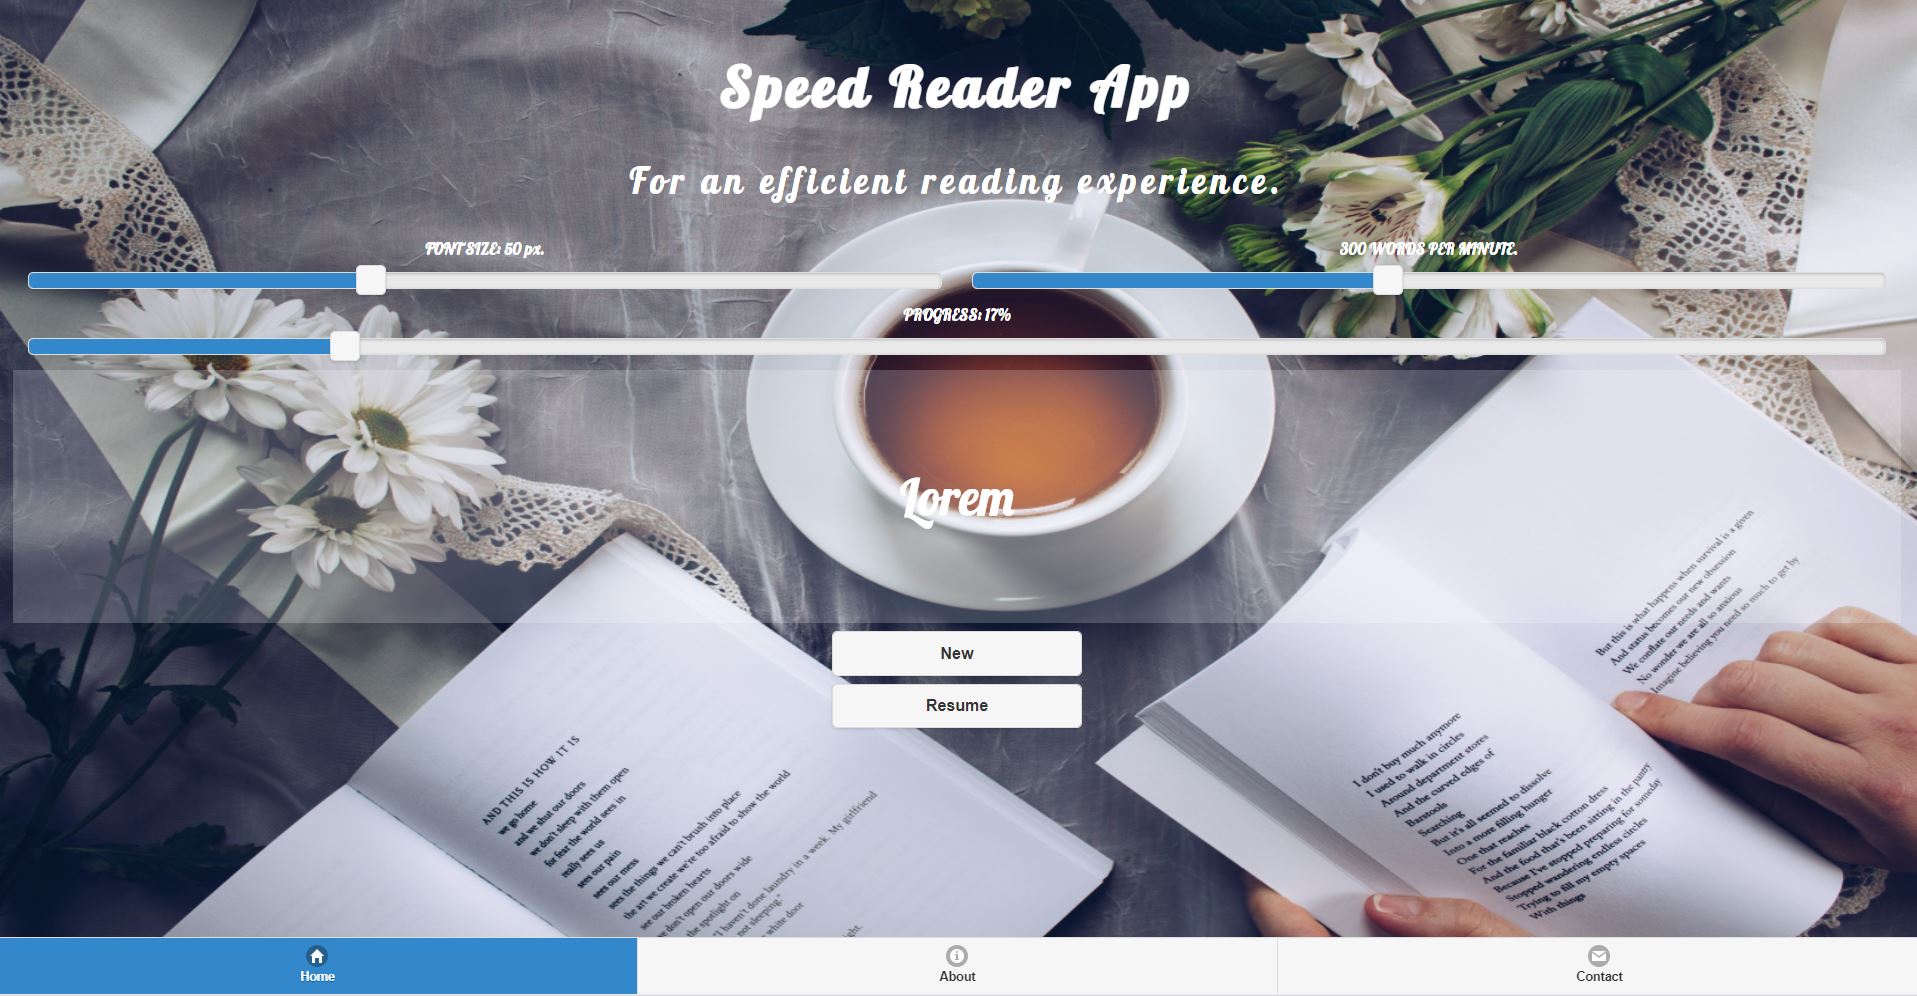 Speed Reader App
For an efficient reading experience.
FONT SIZE: 50 px.
300 WORDS PER MINUTE.
PROGRESS: 17%
Lorem
New
Resume
AND THIS IS HOW IT IS
we go home
and we shut our doors
we don't sleep with them open
for fear the world sees in
really sees us
sees our pain
sees our mess
sees the things we can't brush into place
the art we create we're too afraid to show the world
see our broken hearts
we don't open our doors wide
the spotlight on
"I haven't done laundry in a week. My girlfriend
not sleeping."
white door
But this is what happens when survival is a given
And status becomes our new obsession
We conflate our needs and wants
No wonder we are all so anxious
Imagine believing you need so much to get by
I don't buy much anymore
I used to walk in circles
Around department stores
And the curved edges of
Barstools
Searching
But it's all seemed to dissolve
Into a more filling hunger
One that reaches
For the familiar black cotton dress
And the food that's been sitting in the pantry
Because I've stopped preparing for someday
Stopped wandering endless circles
Trying to fill my empty spaces
With things
Home
About
Contact